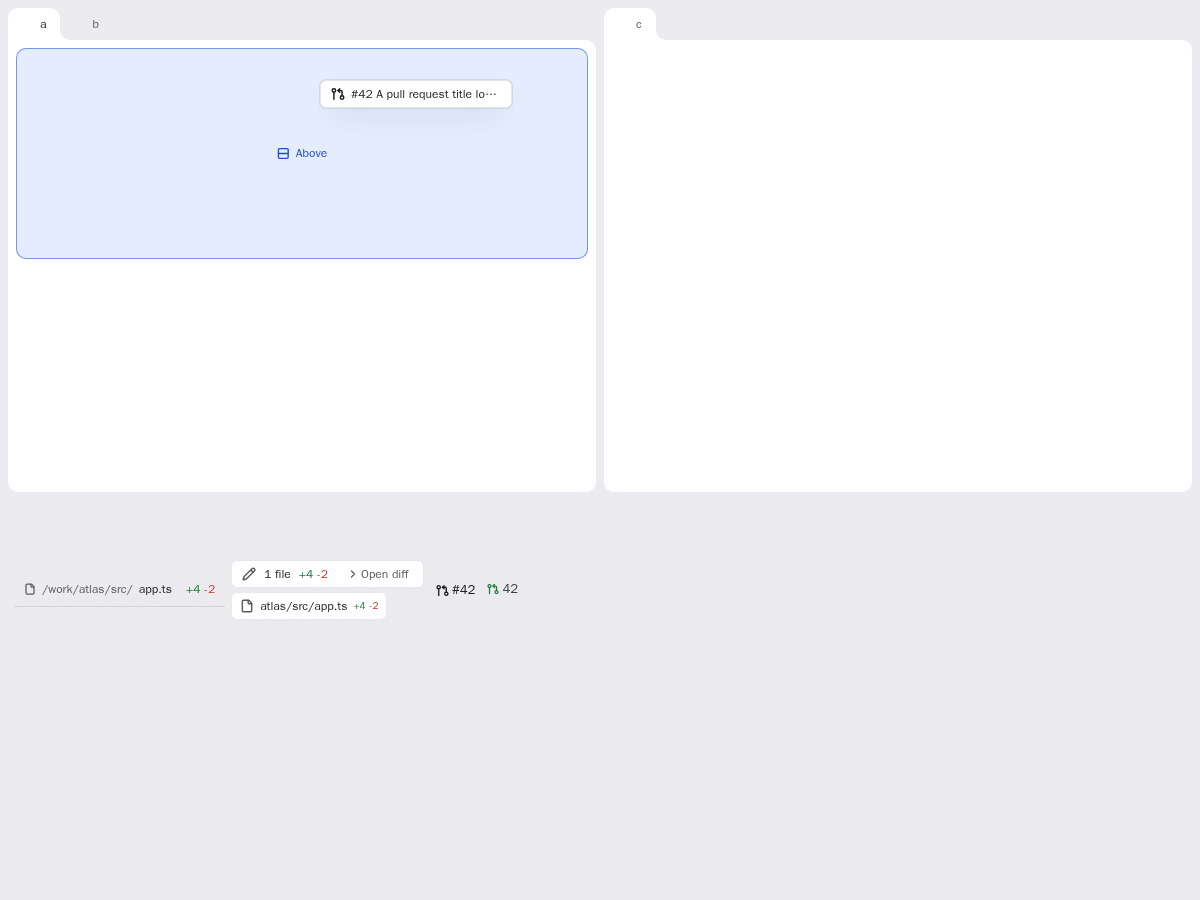 a b c
#42 A pull request title lo…
Above
1 file +4 -2 Open diff
/work/atlas/src/ app.ts +4 -2 #42 42
atlas/src/app.ts +4 -2